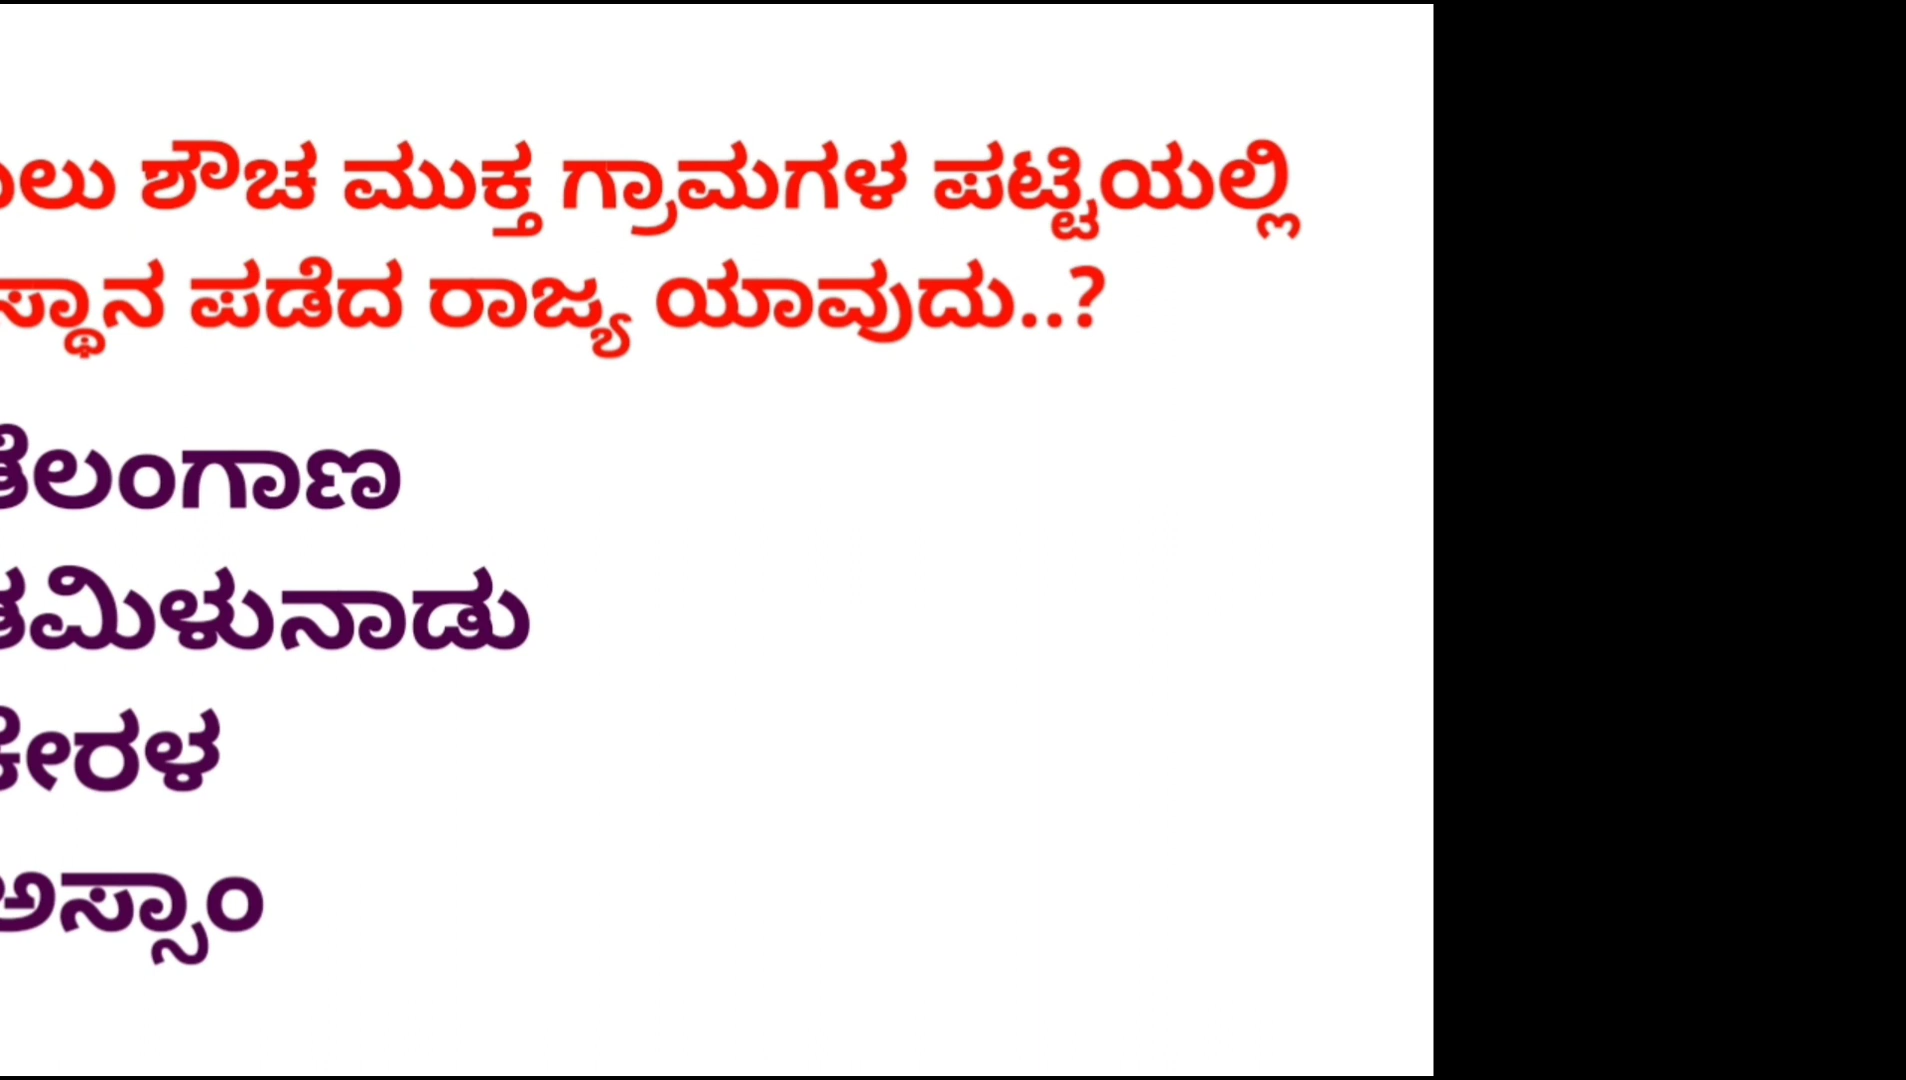 ಶೌಚ ಮುಕ್ತ ಗ್ರಾಮಗಳ ಪಟ್ಟಿಯಲ್ಲಿ
ಸ್ಥಾನ ಪಡೆದ ರಾಜ್ಯ ಯಾವುದು..?
ತೆಲಂಗಾಣ
ತಮಿಳುನಾಡು
ಕೇರಳ
ಅಸ್ಸಾಂ